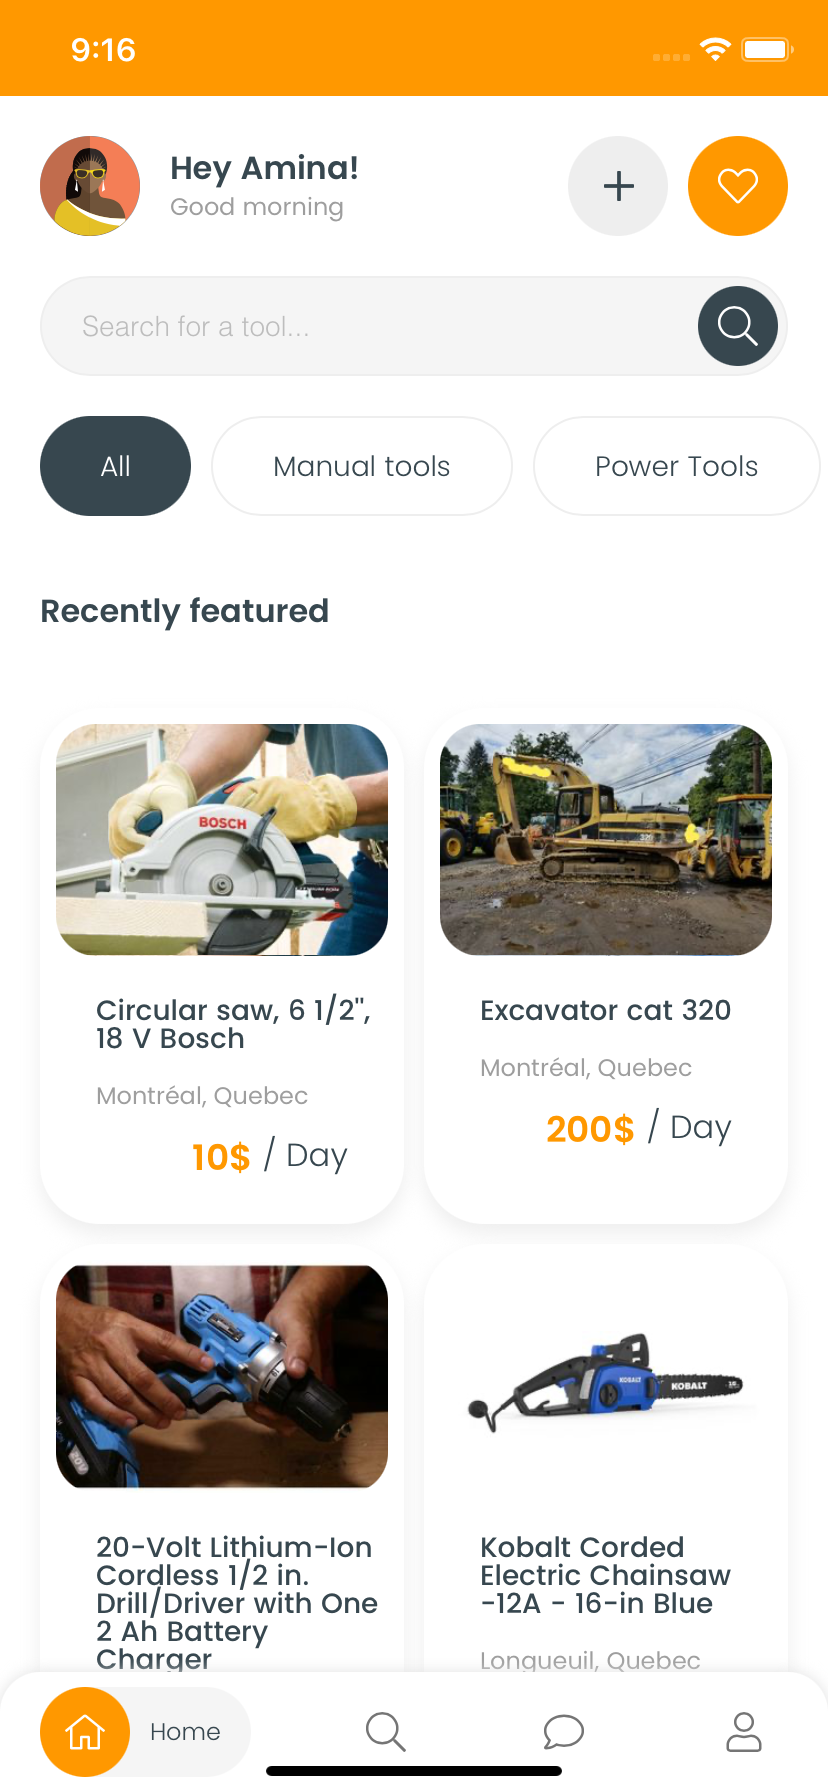 9:16
Hey Amina!
Good morning
Search for a tool...
All
Manual tools
Power Tools
Recently featured
BOSCH
320
Circular saw, 6 1/2",
18 V Bosch
Montréal, Quebec
10$ / Day
Excavator cat 320
Montréal, Quebec
200$ / Day
20V
KOBALT
KOBALT
20-Volt Lithium-Ion
Cordless 1/2 in.
Drill/Driver with One
2 Ah Battery
Charger
Kobalt Corded
Electric Chainsaw
-12A - 16-in Blue
Longueuil, Quebec
Home